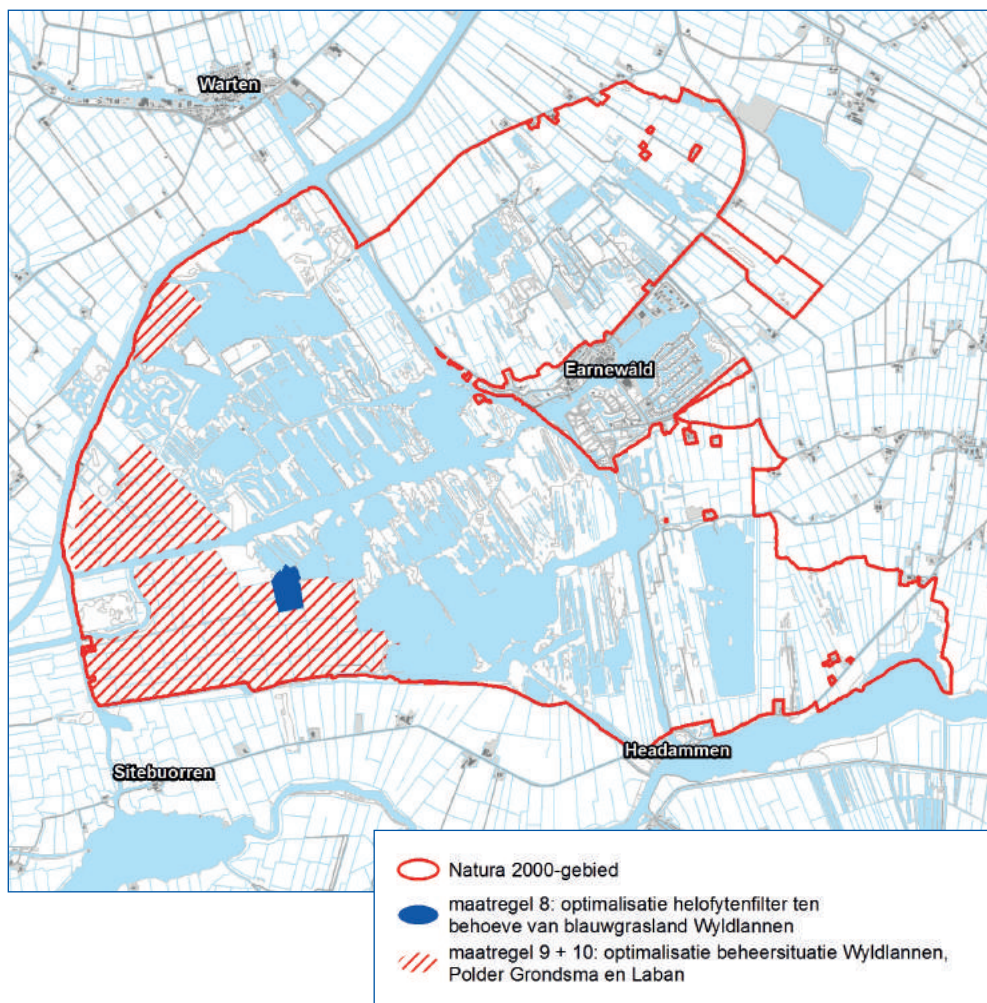 Warten
Earnewâld
Headammen
Sitebuorren
Natura 2000-gebied
maatregel 8: optimalisatie helofytenfilter ten
behoeve van blauwgrasland Wyldlannen
maatregel 9 + 10: optimalisatie beheersituatie Wyldlannen,
Polder Grondsma en Laban